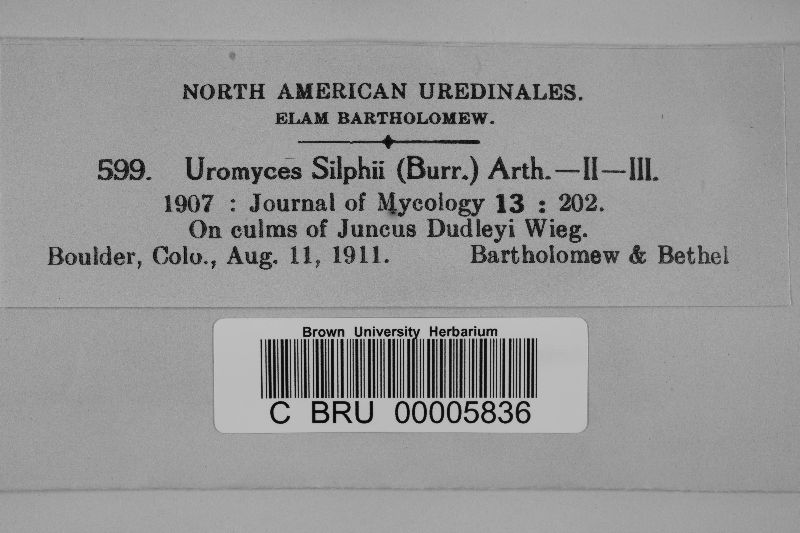 NORTH AMERICAN UREDINALES.
ELAM BARTHOLOMEW.
599. Uromyces Silphii (Burr.) Arth.—II—III.
1907 : Journal of Mycology 13 : 202.
On culms of Juncus Dudleyi Wieg.
Boulder, Colo., Aug. 11, 1911. Bartholomew & Bethel
Brown University Herbarium
C BRU 00005836